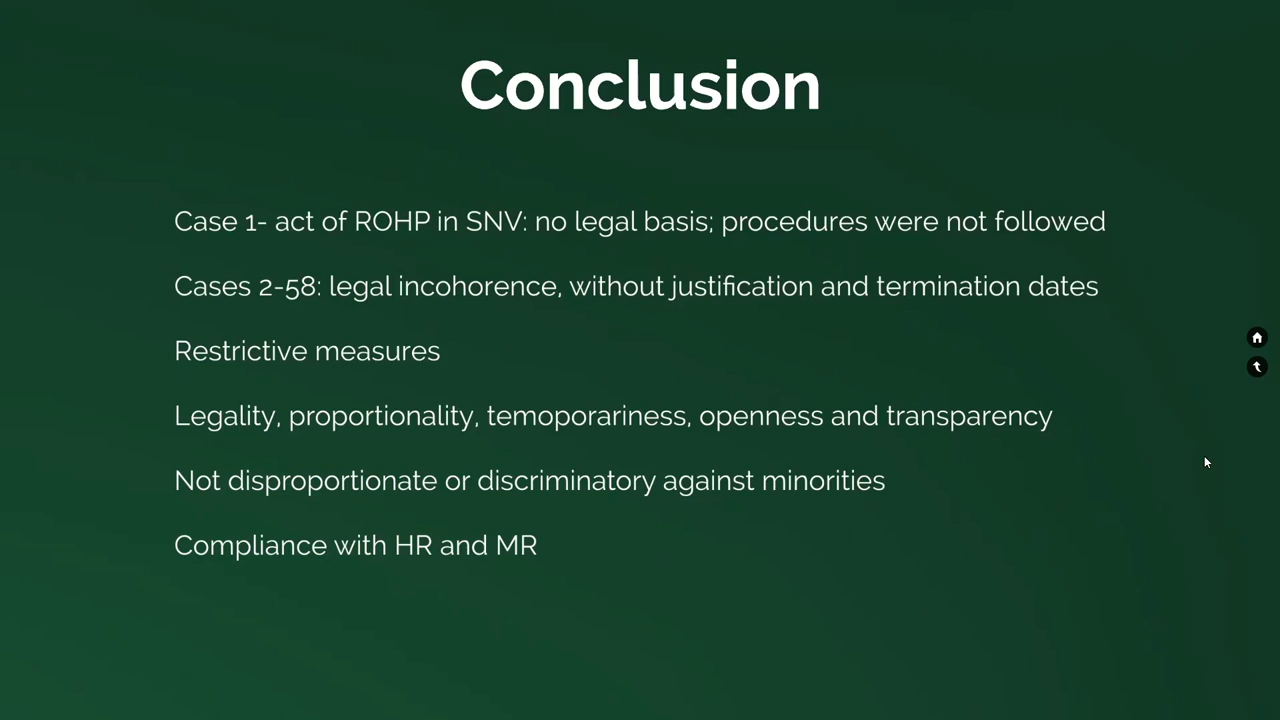 Conclusion
Case 1- act of ROHP in SNV: no legal basis; procedures were not followed
Cases 2-58: legal incohorence, without justification and termination dates
Restrictive measures
Legality, proportionality, temoporariness, openness and transparency
Not disproportionate or discriminatory against minorities
Compliance with HR and MR